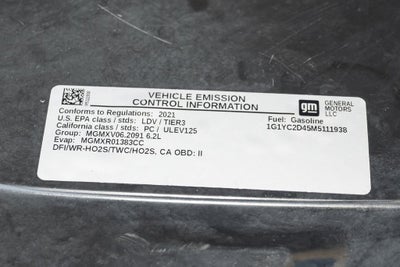 VEHICLE EMISSION
CONTROL INFORMATION
gm
GENERAL
MOTORS
LLC
Conforms to Regulations: 2021
U.S. EPA class / stds: LDV / TIER3
California class / stds: PC / ULEV125
Group: MGMXV06.2091 6.2L
Evap: MGMXR01383CC
DFI/WR-HO2S/TWC/HO2S, CA OBD: II
Fuel: Gasoline
1G1YC2D45M5111938